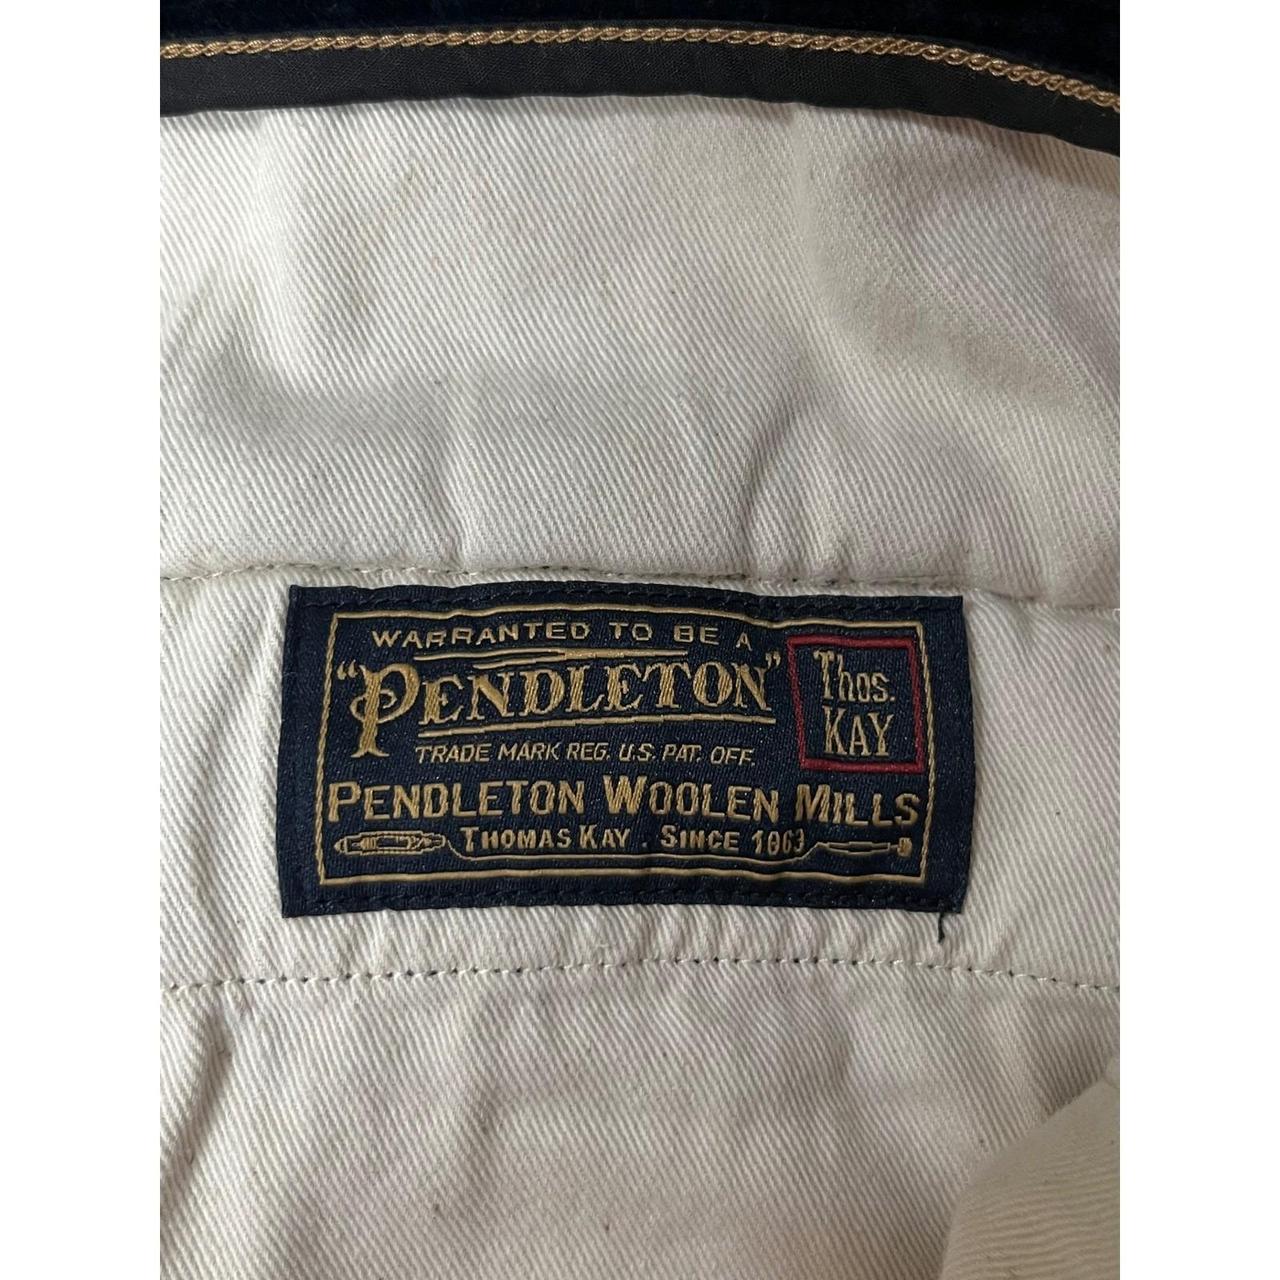 WARRANTED TO BE A
"PENDLETON"
TRADE MARK REG. U.S. PAT. OFF.
Thos.
KAY
PENDLETON WOOLEN MILLS
THOMAS KAY . SINCE 1863